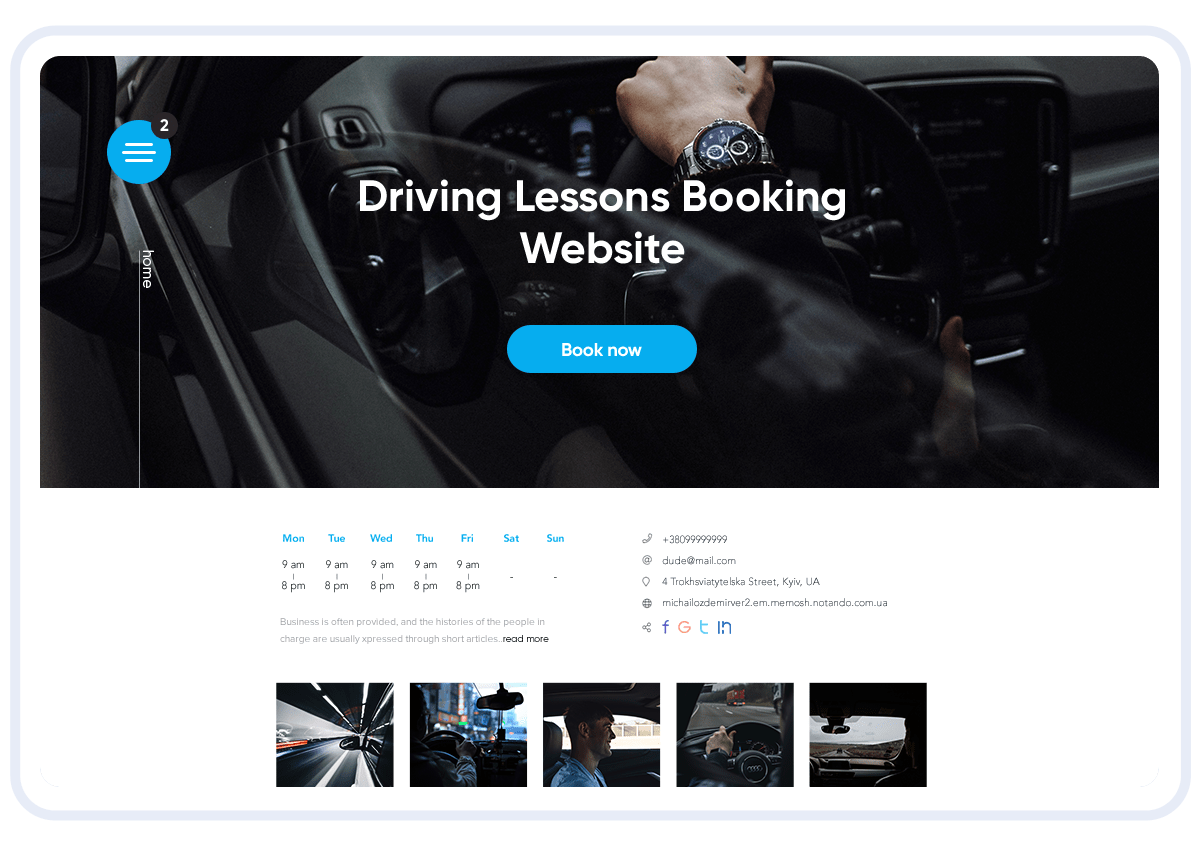 2
home
Driving Lessons Booking
Website
Book now
Mon Tue Wed Thu Fri Sat Sun
9 am 9 am 9 am 9 am 9 am
| | | | | - -
8 pm 8 pm 8 pm 8 pm 8 pm
Business is often provided, and the histories of the people in
charge are usually xpressed through short articles...read more
+38099999999
dude@mail.com
4 Trokhsviatytelska Street, Kyiv, UA
michailozdemirver2.em.memosh.notando.com.ua